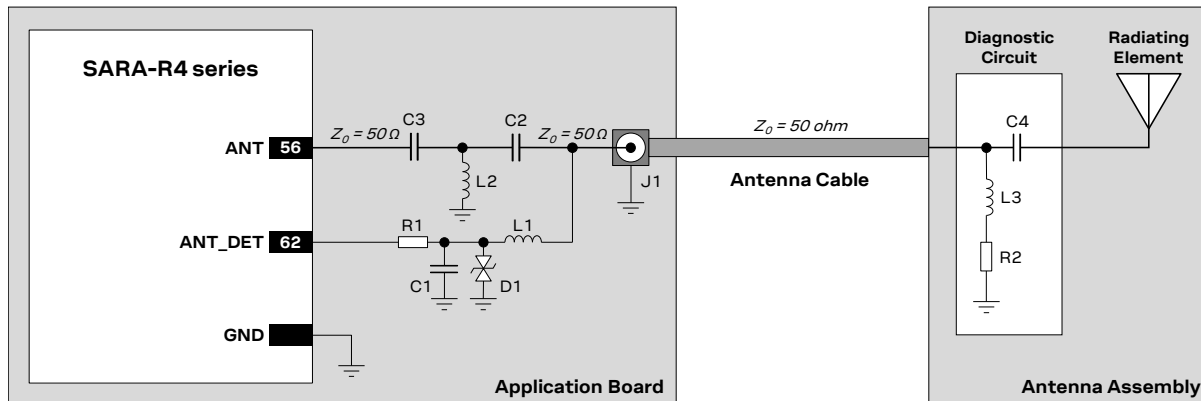 SARA-R4 series
ANT
56
Z0 = 50 Ω
C3
C2
Z0 = 50 Ω
L2
J1
ANT_DET
62
R1
L1
C1
D1
GND
Application Board
Z0 = 50 ohm
Antenna Cable
Diagnostic
Circuit
Radiating
Element
C4
L3
R2
Antenna Assembly